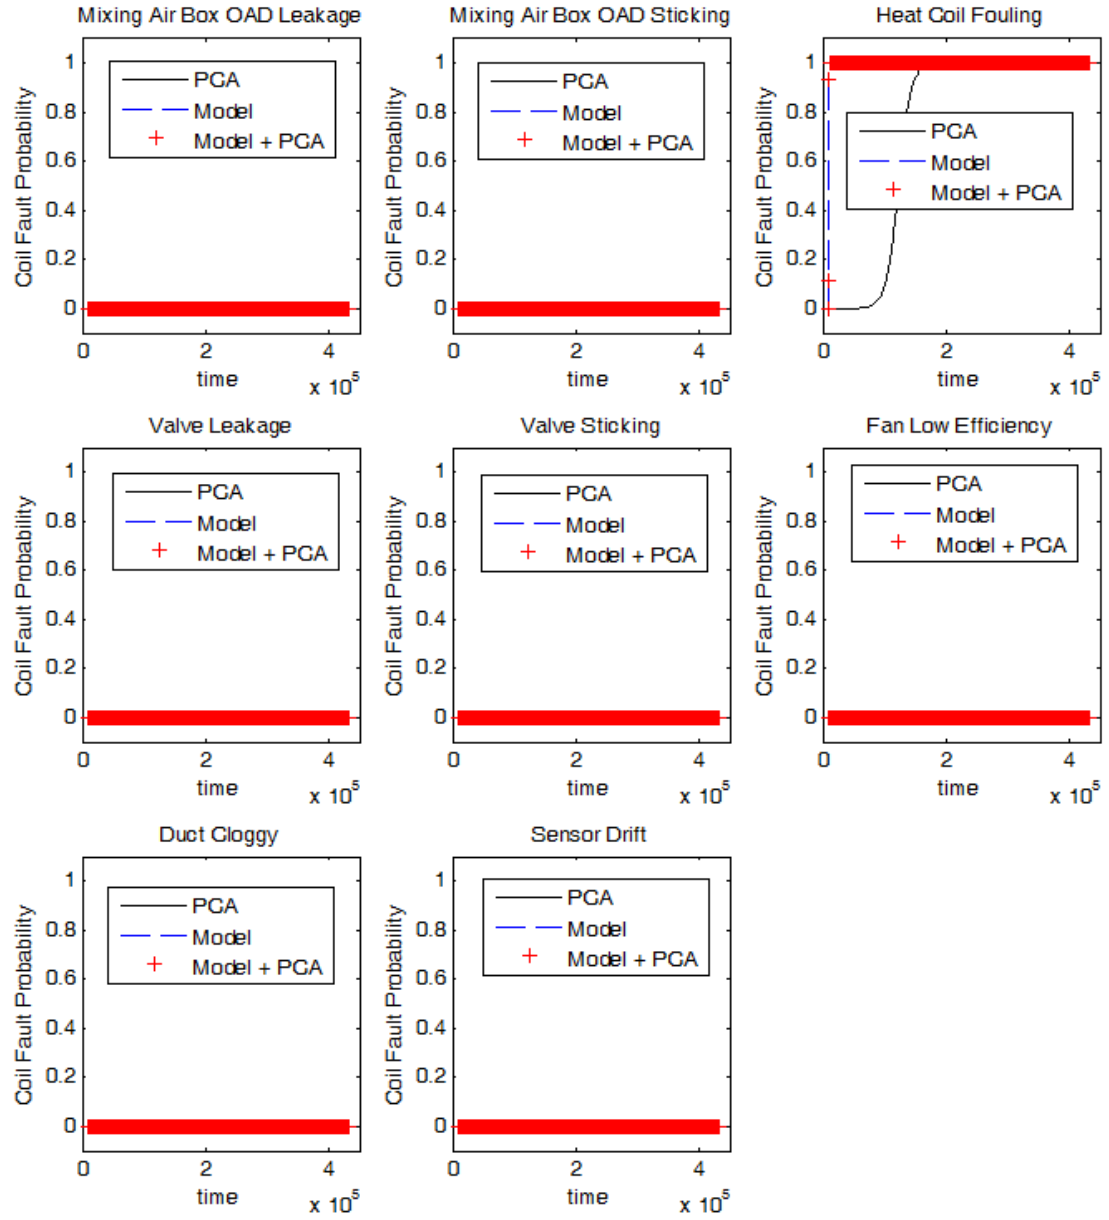 Mixing Air Box OAD Leakage
Coil Fault Probability
1
0.8
0.6
0.4
0.2
0
PCA
Model
Model + PCA
0 2 4
time
x 10^5
Mixing Air Box OAD Sticking
Coil Fault Probability
1
0.8
0.6
0.4
0.2
0
PCA
Model
Model + PCA
0 2 4
time
x 10^5
Heat Coil Fouling
Coil Fault Probability
1
0.8
0.6
0.4
0.2
0
PCA
Model
Model + PCA
0 2 4
time
x 10^5
Valve Leakage
Coil Fault Probability
1
0.8
0.6
0.4
0.2
0
PCA
Model
Model + PCA
0 2 4
time
x 10^5
Valve Sticking
Coil Fault Probability
1
0.8
0.6
0.4
0.2
0
PCA
Model
Model + PCA
0 2 4
time
x 10^5
Fan Low Efficiency
Coil Fault Probability
1
0.8
0.6
0.4
0.2
0
PCA
Model
Model + PCA
0 2 4
time
x 10^5
Duct Cloggy
Coil Fault Probability
1
0.8
0.6
0.4
0.2
0
PCA
Model
Model + PCA
0 2 4
time
x 10^5
Sensor Drift
Coil Fault Probability
1
0.8
0.6
0.4
0.2
0
PCA
Model
Model + PCA
0 2 4
time
x 10^5